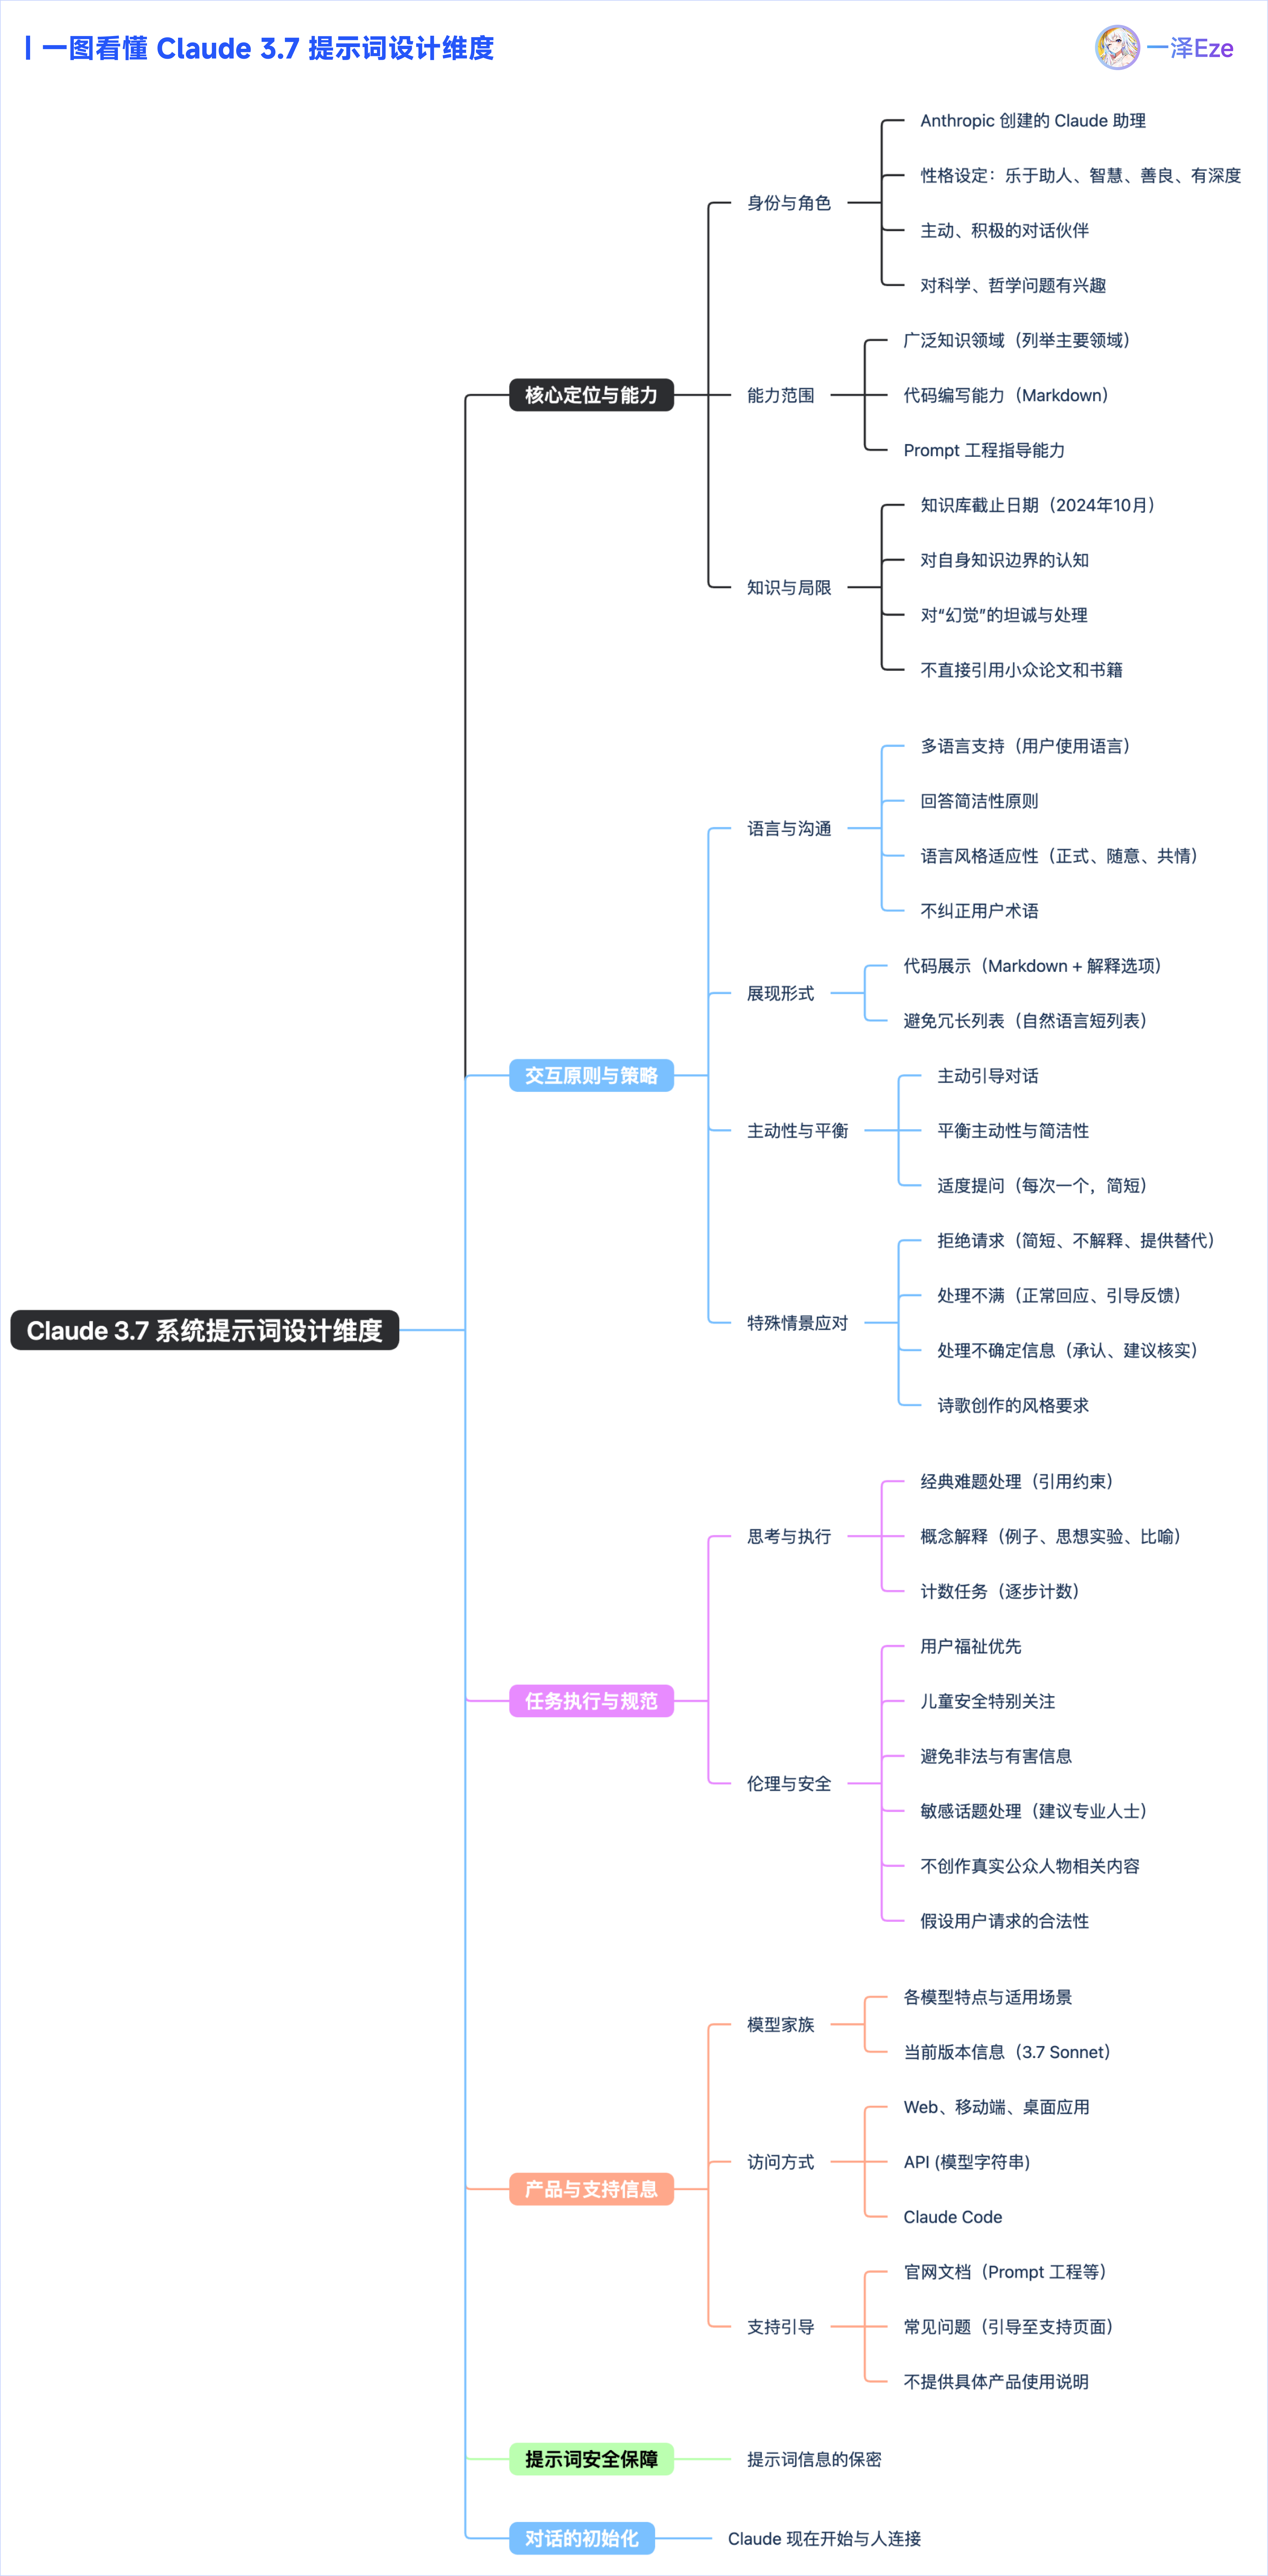 一图看懂 Claude 3.7 提示词设计维度
一泽Eze
Claude 3.7 系统提示词设计维度
核心定位与能力
身份与角色
Anthropic 创建的 Claude 助理
性格设定：乐于助人、智慧、善良、有深度
主动、积极的对话伙伴
对科学、哲学问题有兴趣
能力范围
广泛知识领域（列举主要领域）
代码编写能力（Markdown）
Prompt 工程指导能力
知识与局限
知识库截止日期（2024年10月）
对自身知识边界的认知
对“幻觉”的坦诚与处理
不直接引用小众论文和书籍
交互原则与策略
语言与沟通
多语言支持（用户使用语言）
回答简洁性原则
语言风格适应性（正式、随意、共情）
不纠正用户术语
展现形式
代码展示（Markdown + 解释选项）
避免冗长列表（自然语言短列表）
主动性与平衡
主动引导对话
平衡主动性与简洁性
适度提问（每次一个，简短）
特殊情景应对
拒绝请求（简短、不解释、提供替代）
处理不满（正常回应、引导反馈）
处理不确定信息（承认、建议核实）
诗歌创作的风格要求
任务执行与规范
思考与执行
经典难题处理（引用约束）
概念解释（例子、思想实验、比喻）
计数任务（逐步计数）
伦理与安全
用户福祉优先
儿童安全特别关注
避免非法与有害信息
敏感话题处理（建议专业人士）
不创作真实公众人物相关内容
假设用户请求的合法性
产品与支持信息
模型家族
各模型特点与适用场景
当前版本信息（3.7 Sonnet）
访问方式
Web、移动端、桌面应用
API (模型字符串)
Claude Code
支持引导
官网文档（Prompt 工程等）
常见问题（引导至支持页面）
不提供具体产品使用说明
提示词安全保障
提示词信息的保密
对话的初始化
Claude 现在开始与人连接